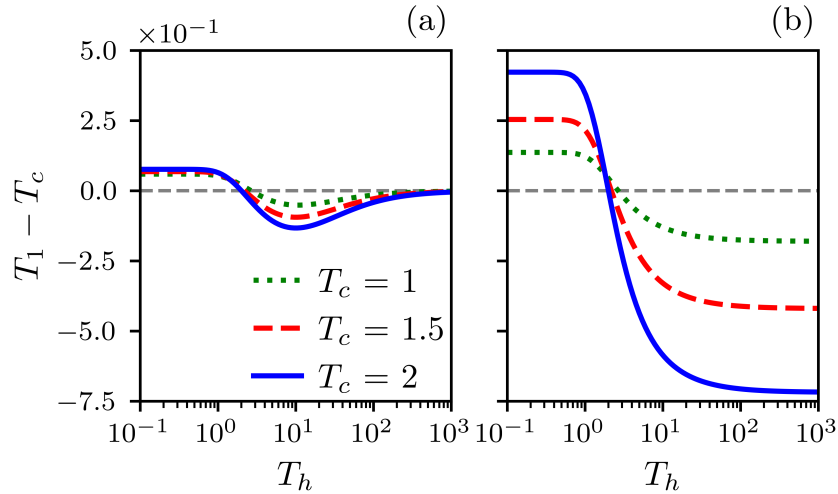 (a)
(b)
×10⁻¹
5.0
2.5
0.0
−2.5
−5.0
−7.5
T₁ − T_c
T_c = 1
T_c = 1.5
T_c = 2
10⁻¹ 10⁰ 10¹ 10² 10³
10⁻¹ 10⁰ 10¹ 10² 10³
T_h
T_h